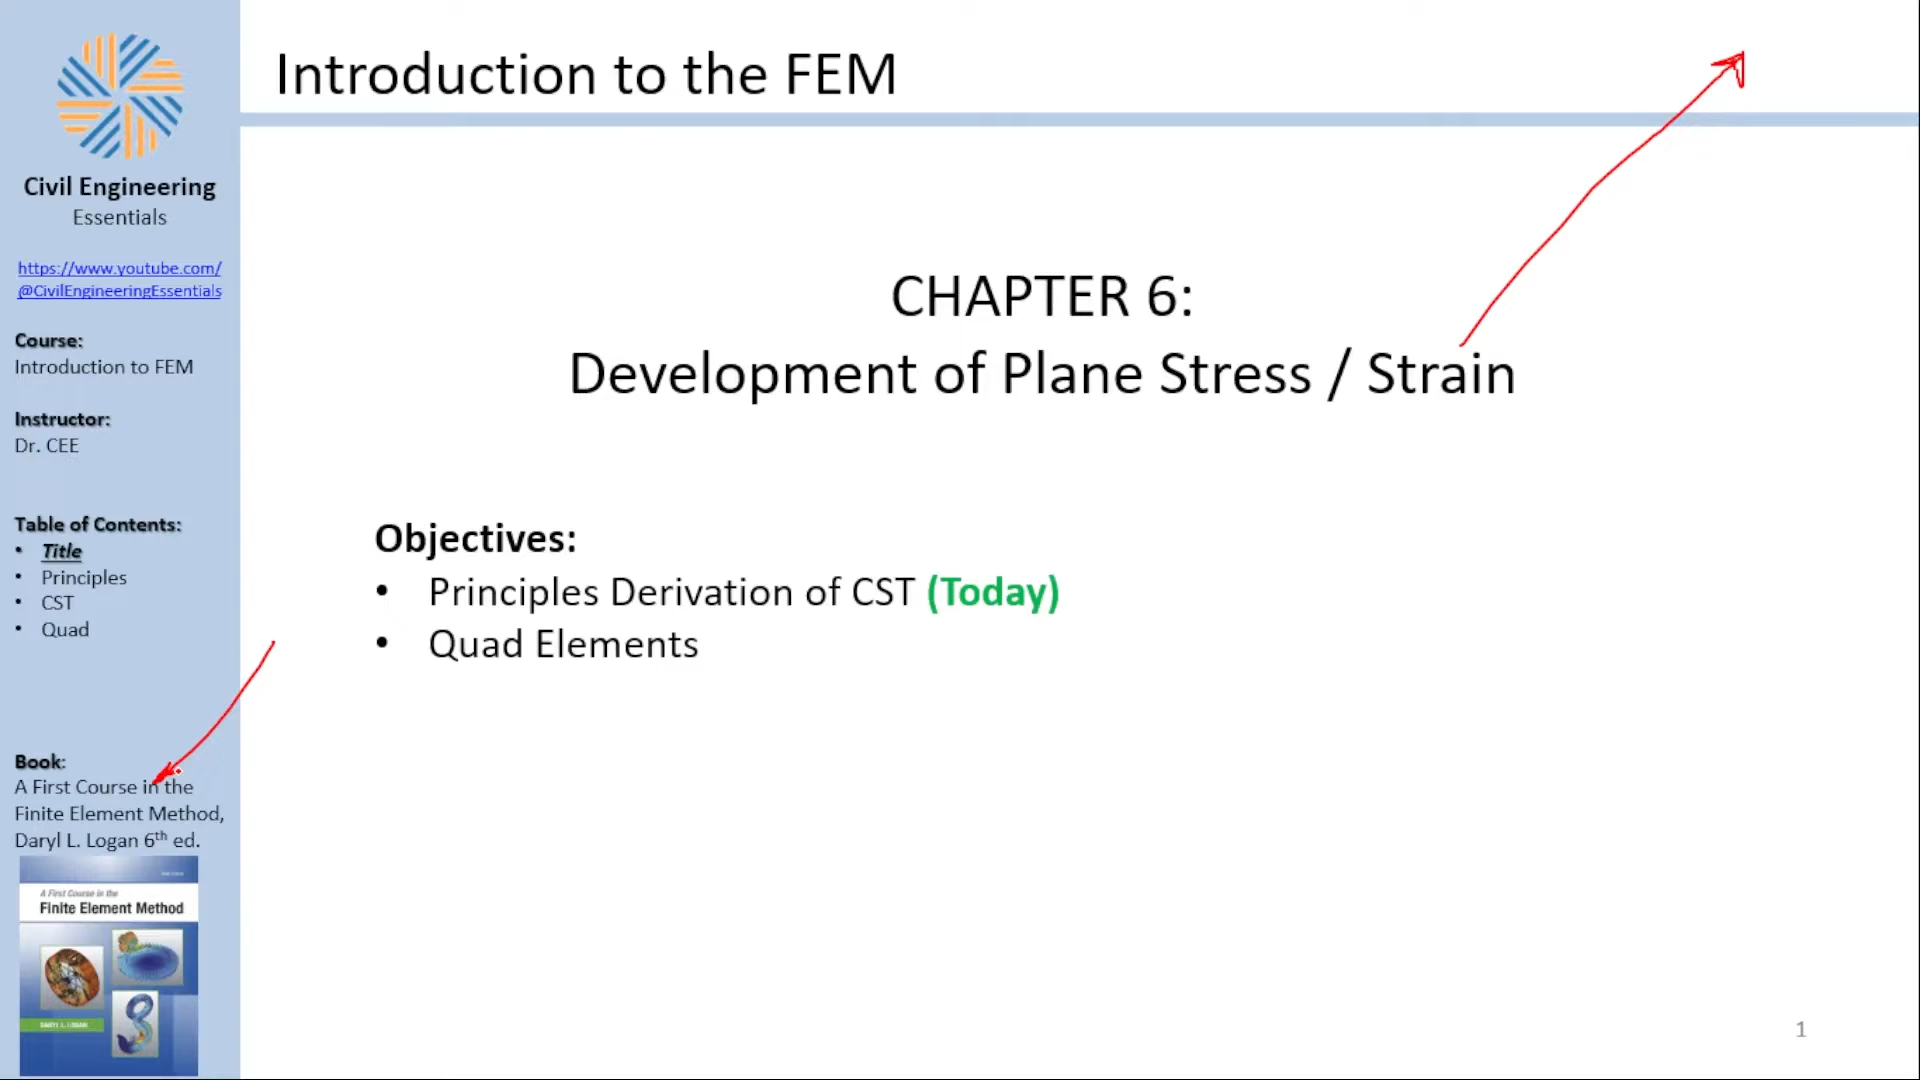 Introduction to the FEM
Civil Engineering
Essentials
https://www.youtube.com/
@CivilEngineeringEssentials
Course:
Introduction to FEM
Instructor:
Dr. CEE
Table of Contents:
• Title
• Principles
• CST
• Quad
Book:
A First Course in the
Finite Element Method,
Daryl L. Logan 6th ed.
A First Course in the
Finite Element Method
DARYL L. LOGAN
CHAPTER 6:
Development of Plane Stress / Strain
Objectives:
• Principles Derivation of CST (Today)
• Quad Elements
1